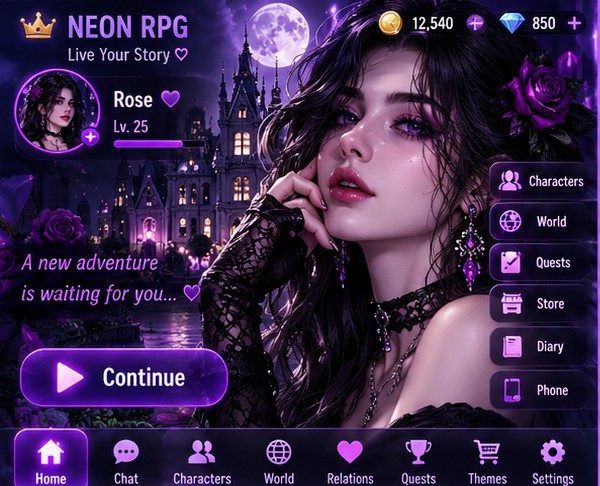 NEON RPG
Live Your Story ♡
12,540
850
Rose
Lv. 25
Characters
World
Quests
Store
Diary
Phone
A new adventure
is waiting for you...
Continue
Home
Chat
Characters
World
Relations
Quests
Themes
Settings